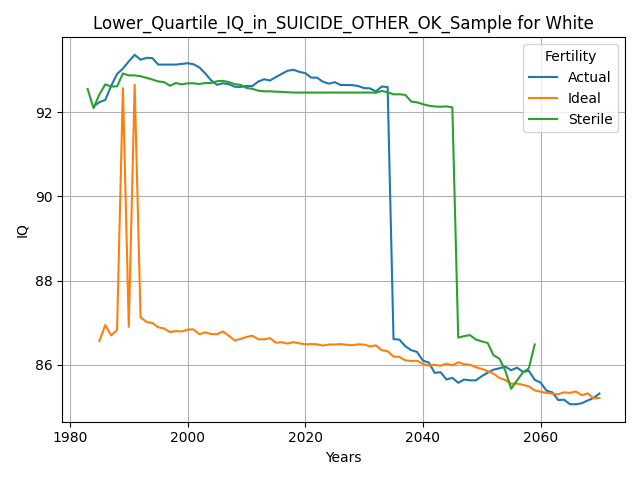 Lower_Quartile_IQ_in_SUICIDE_OTHER_OK_Sample for White
Fertility
Actual
Ideal
Sterile
IQ
92
90
88
86
1980
2000
2020
2040
2060
Years